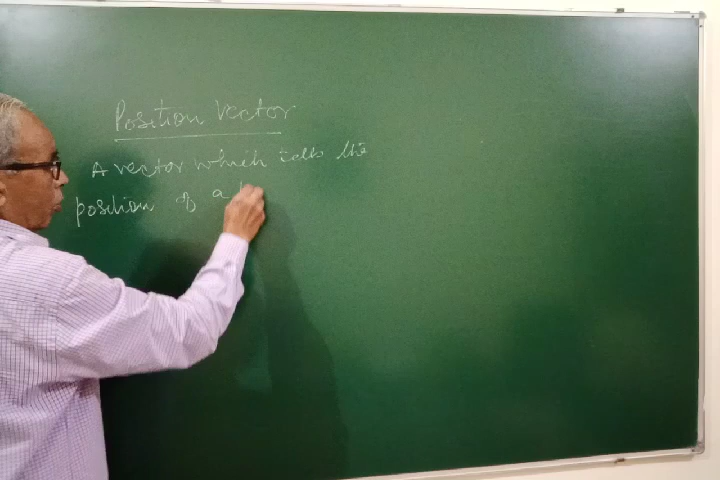 Position Vector
A vector which tells the
position of a